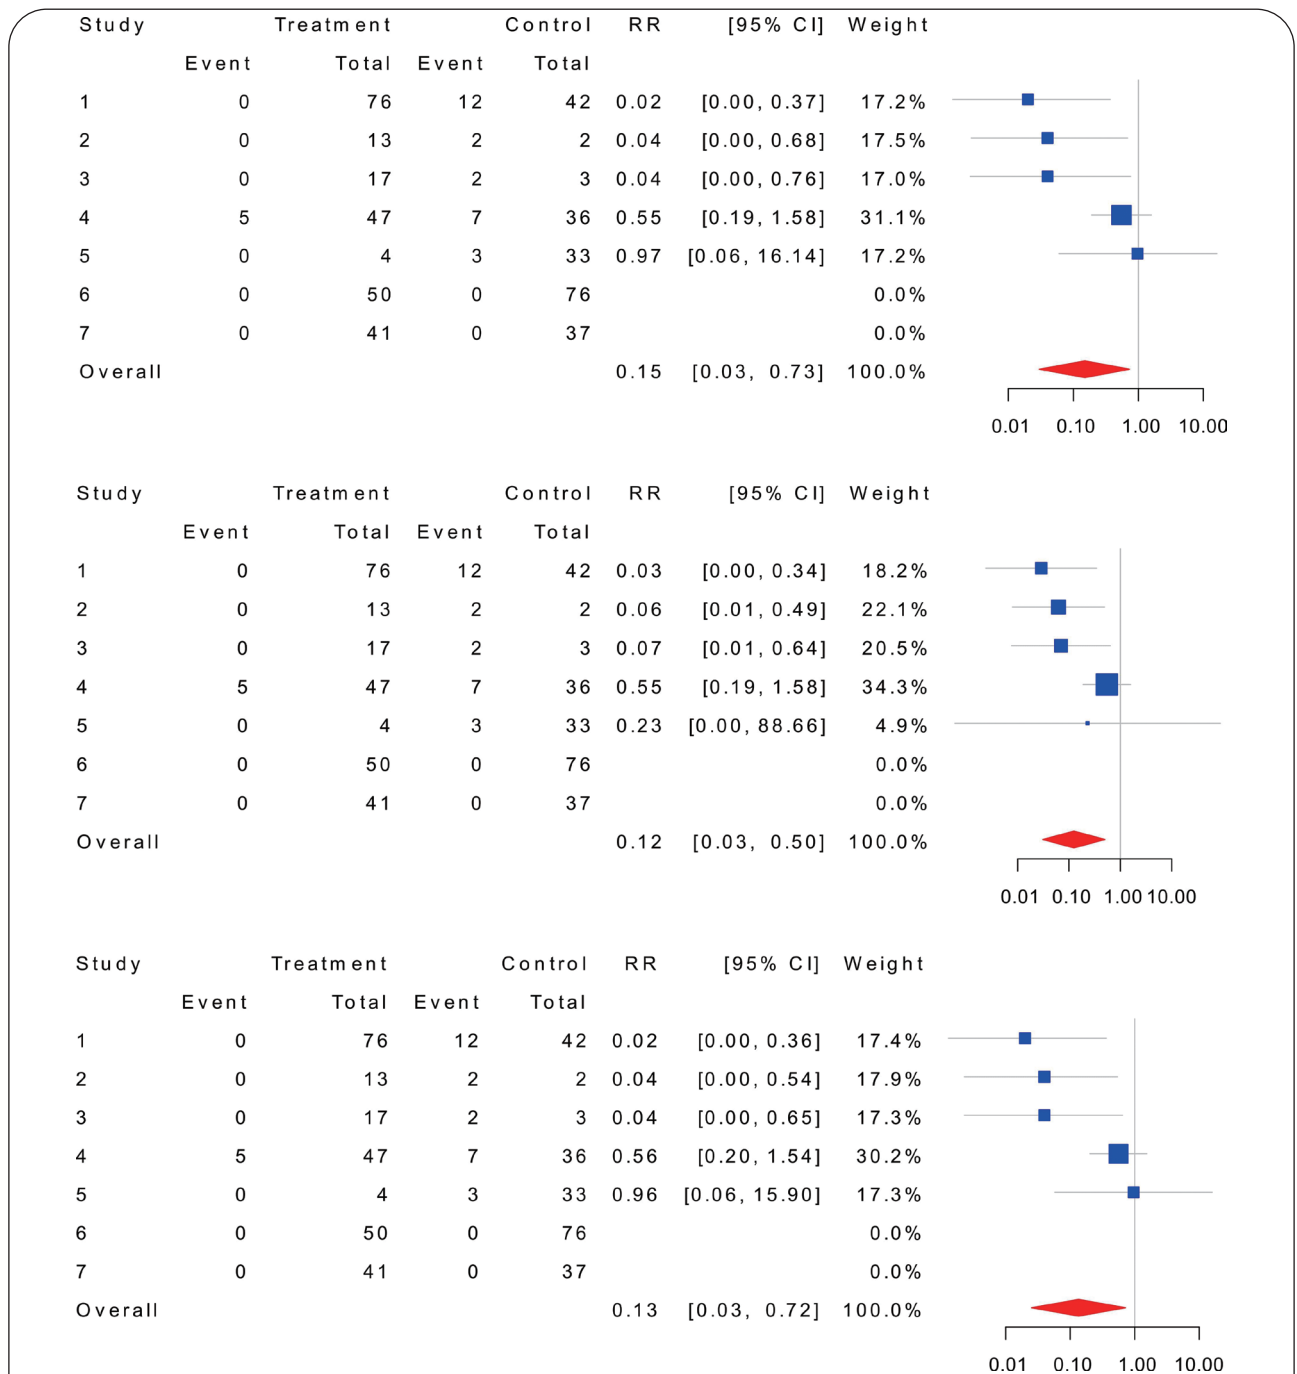 Study Treatment Control RR [95% CI] Weight
Event Total Event Total
1 0 76 12 42 0.02 [0.00, 0.37] 17.2%
2 0 13 2 2 0.04 [0.00, 0.68] 17.5%
3 0 17 2 3 0.04 [0.00, 0.76] 17.0%
4 5 47 7 36 0.55 [0.19, 1.58] 31.1%
5 0 4 3 33 0.97 [0.06, 16.14] 17.2%
6 0 50 0 76 0.0%
7 0 41 0 37 0.0%
Overall 0.15 [0.03, 0.73] 100.0%
0.01 0.10 1.00 10.00
Study Treatment Control RR [95% CI] Weight
Event Total Event Total
1 0 76 12 42 0.03 [0.00, 0.34] 18.2%
2 0 13 2 2 0.06 [0.01, 0.49] 22.1%
3 0 17 2 3 0.07 [0.01, 0.64] 20.5%
4 5 47 7 36 0.55 [0.19, 1.58] 34.3%
5 0 4 3 33 0.23 [0.00, 88.66] 4.9%
6 0 50 0 76 0.0%
7 0 41 0 37 0.0%
Overall 0.12 [0.03, 0.50] 100.0%
0.01 0.10 1.00 10.00
Study Treatment Control RR [95% CI] Weight
Event Total Event Total
1 0 76 12 42 0.02 [0.00, 0.36] 17.4%
2 0 13 2 2 0.04 [0.00, 0.54] 17.9%
3 0 17 2 3 0.04 [0.00, 0.65] 17.3%
4 5 47 7 36 0.56 [0.20, 1.54] 30.2%
5 0 4 3 33 0.96 [0.06, 15.90] 17.3%
6 0 50 0 76 0.0%
7 0 41 0 37 0.0%
Overall 0.13 [0.03, 0.72] 100.0%
0.01 0.10 1.00 10.00